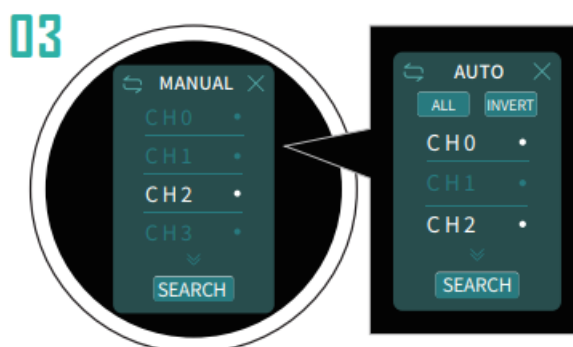 03
MANUAL
CH0
CH1
CH2
CH3
SEARCH
AUTO
ALL INVERT
CH0
CH1
CH2
SEARCH